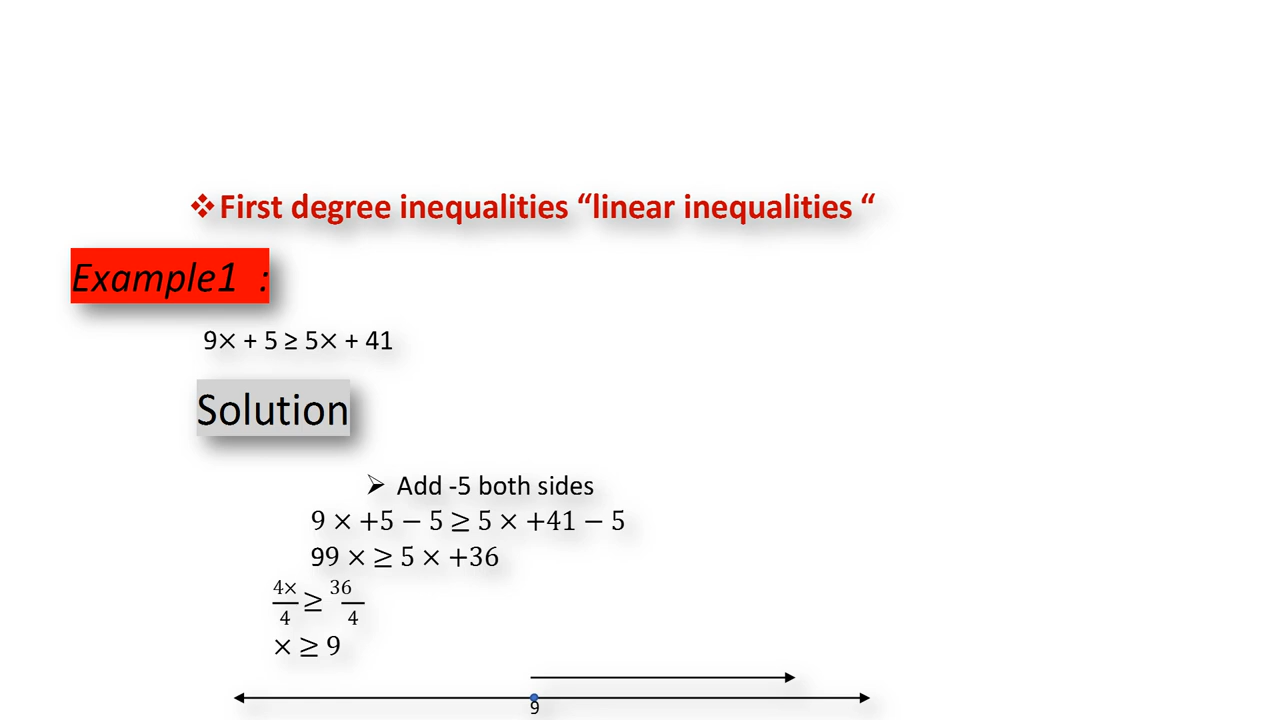 ❖First degree inequalities “linear inequalities “
Example1 :
9× + 5 ≥ 5× + 41
Solution
➢ Add -5 both sides
9 × +5 − 5 ≥ 5 × +41 − 5
99 × ≥ 5 × +36
4×/4 ≥ 36/4
× ≥ 9
9